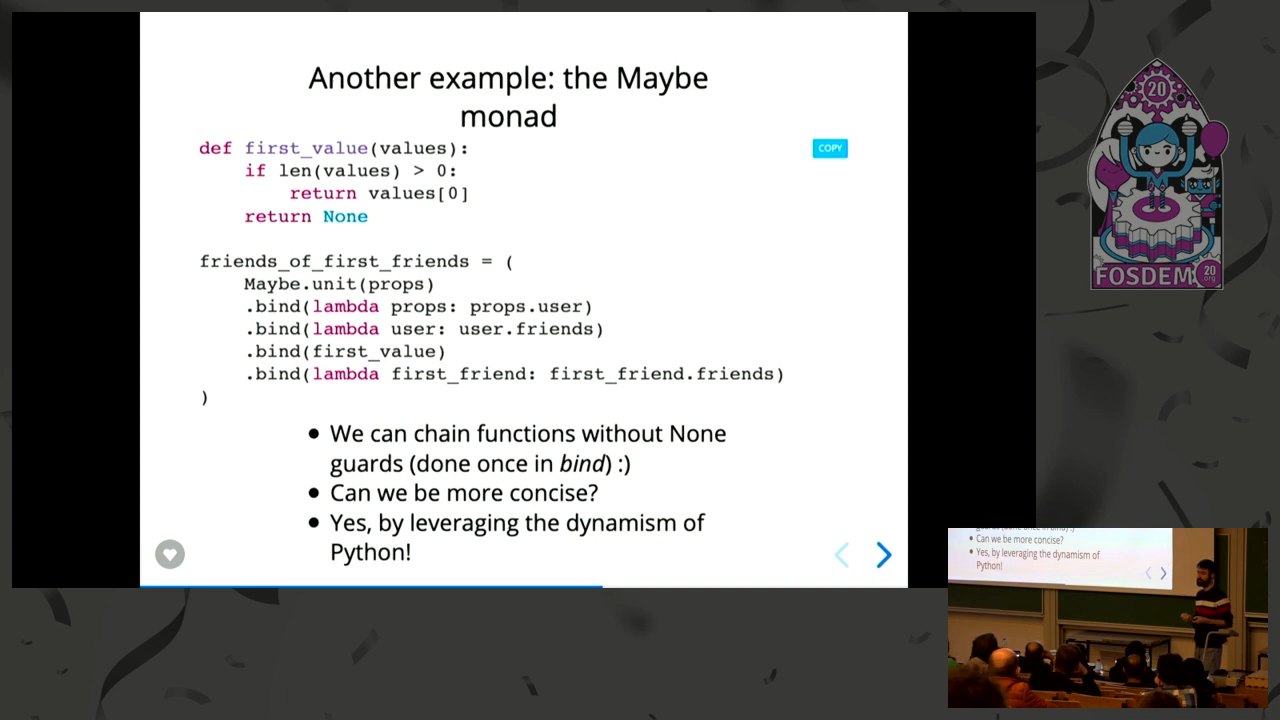 Another example: the Maybe
monad
def first_value(values):
    if len(values) > 0:
        return values[0]
    return None
COPY
friends_of_first_friends = (
    Maybe.unit(props)
    .bind(lambda props: props.user)
    .bind(lambda user: user.friends)
    .bind(first_value)
    .bind(lambda first_friend: first_friend.friends)
)
• We can chain functions without None
guards (done once in bind) :)
• Can we be more concise?
• Yes, by leveraging the dynamism of
Python!
20
FOSDEM
20
.org
• Can we be more concise?
• Yes, by leveraging the dynamism of
Python!